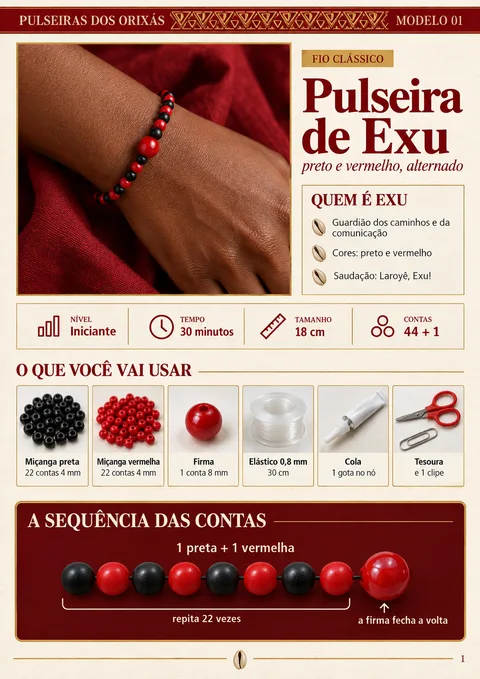 PULSEIRAS DOS ORIXÁS
MODELO 01
FIO CLÁSSICO
Pulseira
de Exu
preto e vermelho, alternado
QUEM É EXU
Guardião dos caminhos e da
comunicação
Cores: preto e vermelho
Saudação: Laroyê, Exu!
NÍVEL
Iniciante
TEMPO
30 minutos
TAMANHO
18 cm
CONTAS
44 + 1
O QUE VOCÊ VAI USAR
Miçanga preta
22 contas 4 mm
Miçanga vermelha
22 contas 4 mm
Firma
1 conta 8 mm
Elástico 0,8 mm
30 cm
Cola
1 gota no nó
Tesoura
e 1 clipe
A SEQUÊNCIA DAS CONTAS
1 preta + 1 vermelha
repita 22 vezes
a firma fecha a volta
1